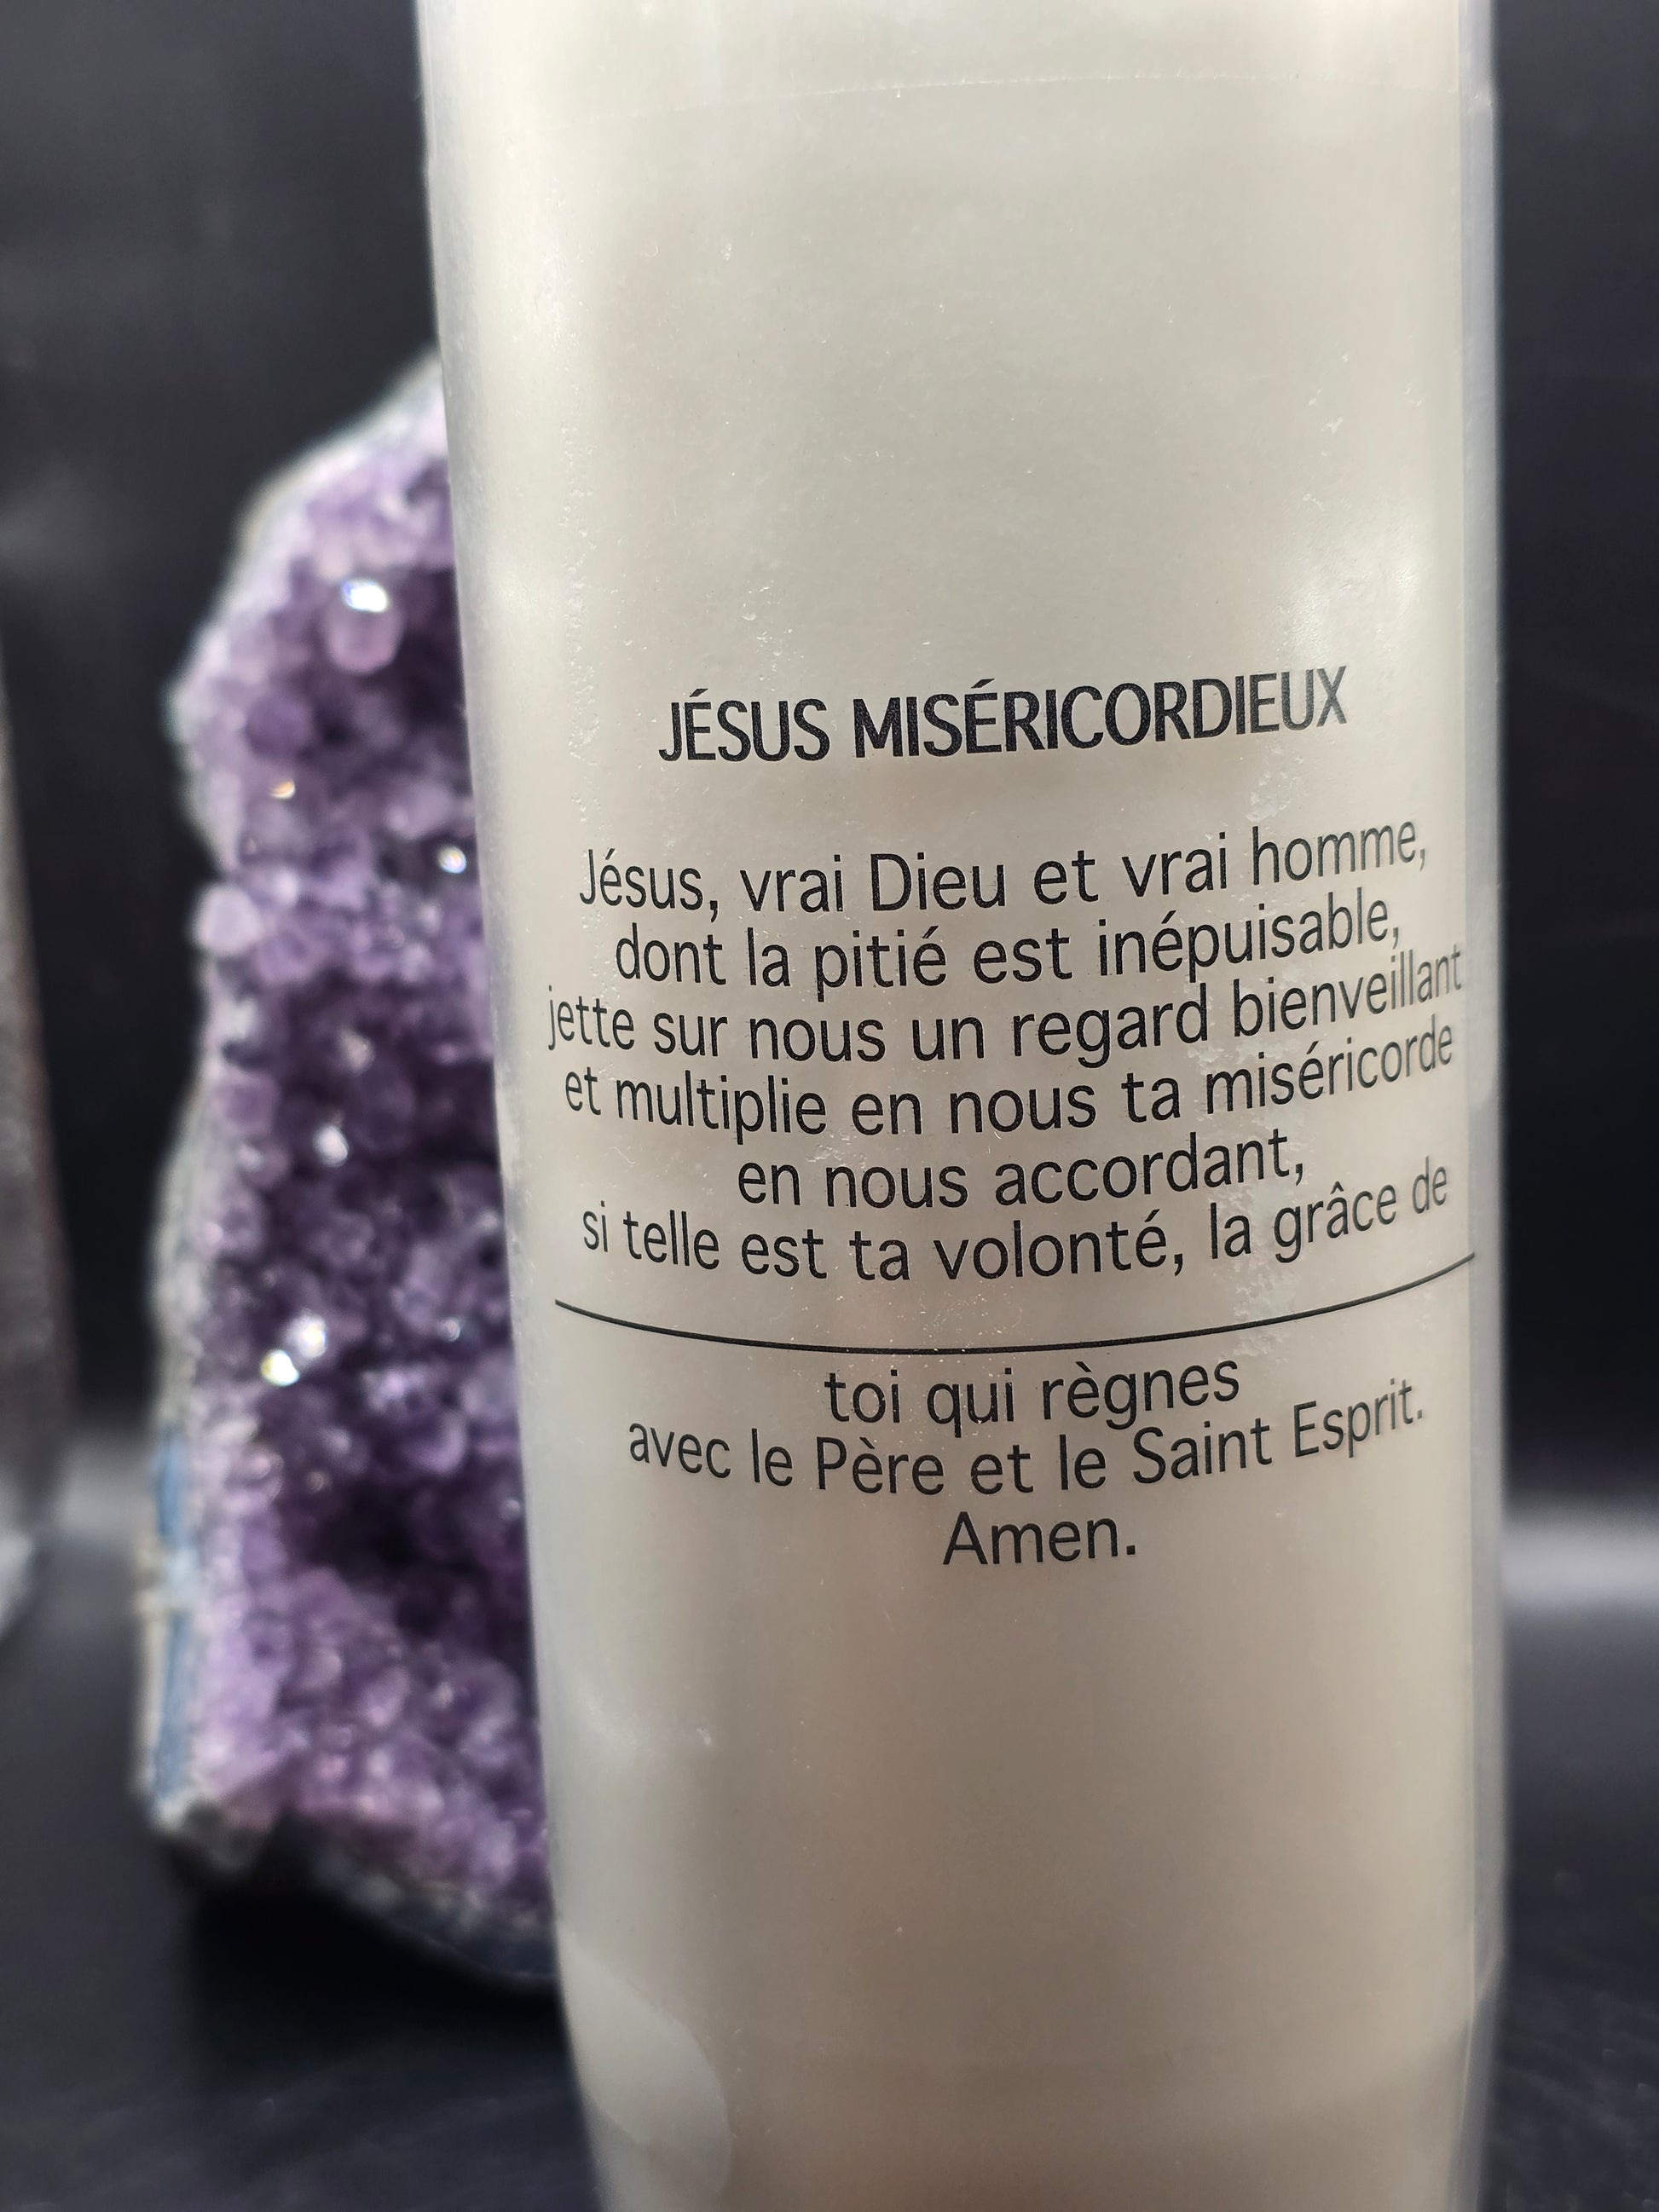 JÉSUS MISÉRICORDIEUX
Jésus, vrai Dieu et vrai homme,
dont la pitié est inépuisable,
jette sur nous un regard bienveillant
et multiplie en nous ta miséricorde
en nous accordant,
si telle est ta volonté, la grâce de
toi qui règnes
avec le Père et le Saint Esprit.
Amen.